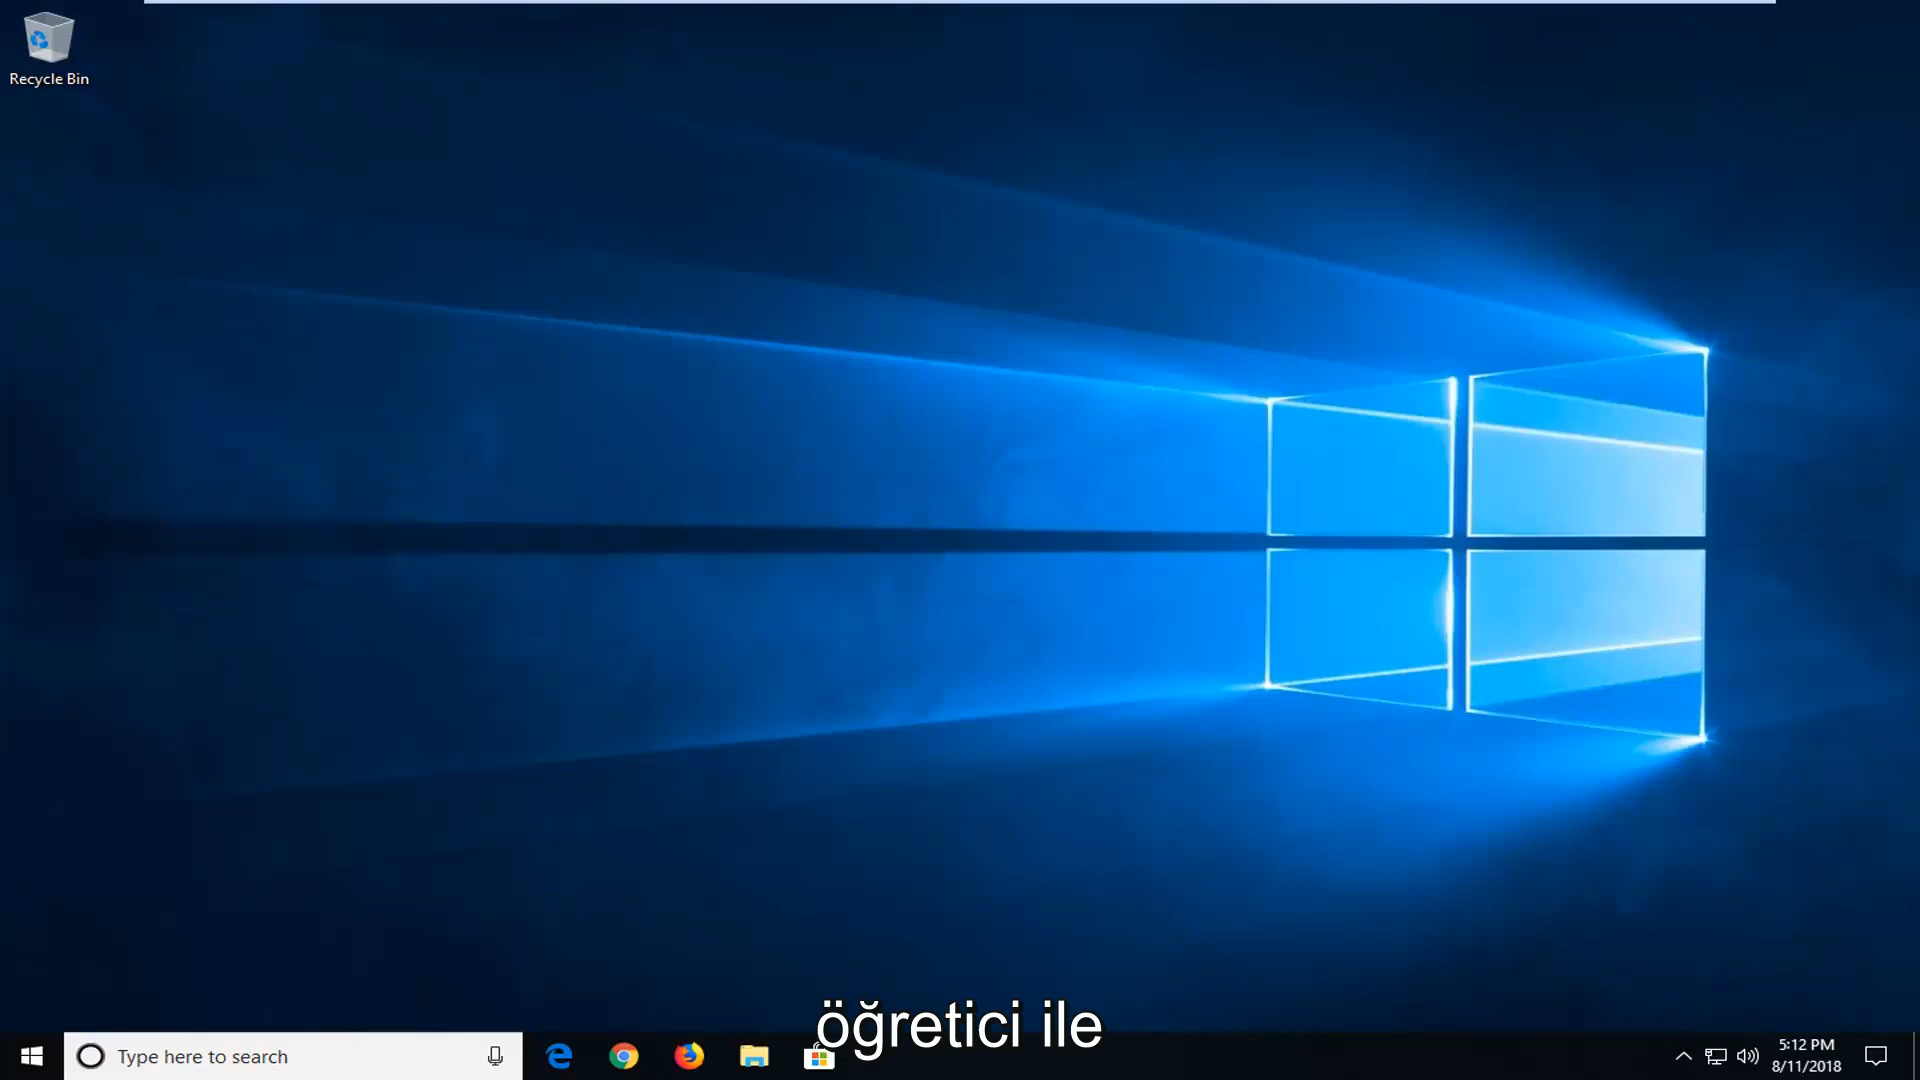 Recycle Bin
öğretici ile
Type here to search
5:12 PM
8/11/2018